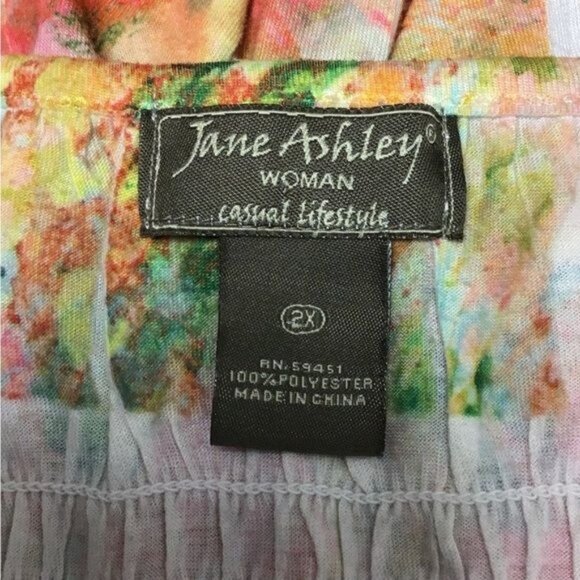 Jane Ashley®
WOMAN
casual lifestyle
2X
RN: 59451
100% POLYESTER
MADE IN CHINA